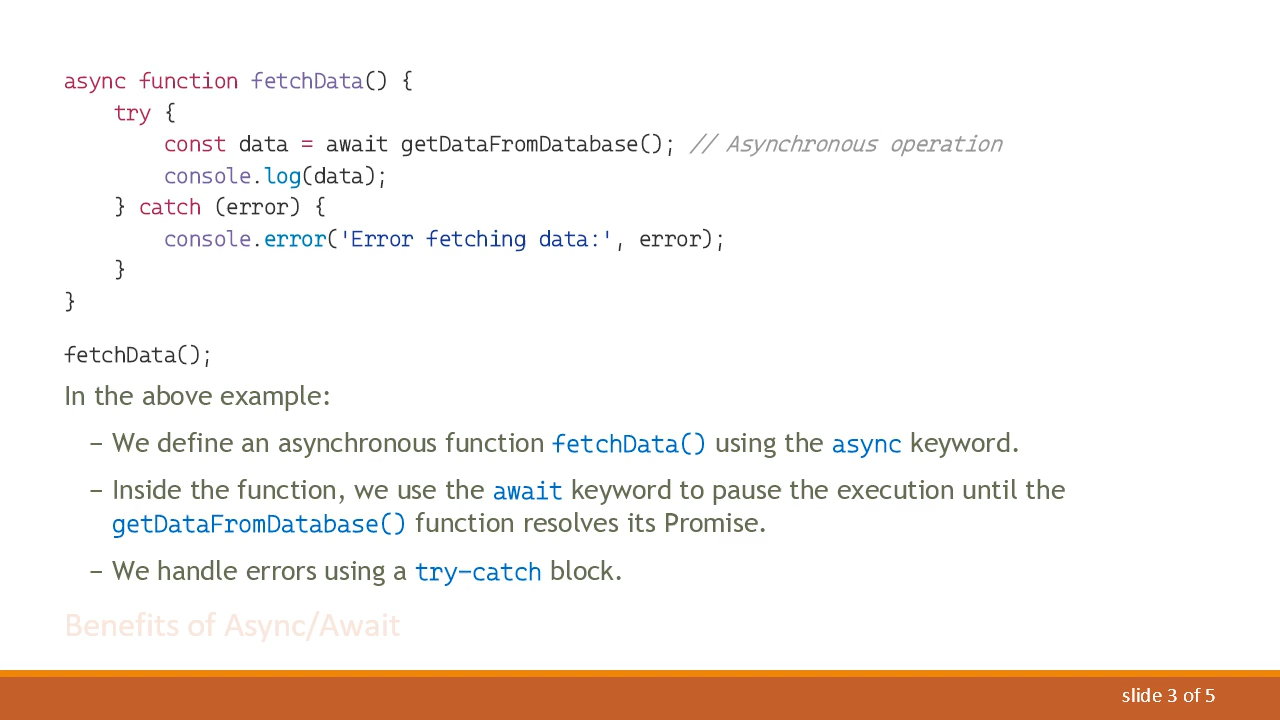 async function fetchData() {
    try {
        const data = await getDataFromDatabase(); // Asynchronous operation
        console.log(data);
    } catch (error) {
        console.error('Error fetching data:', error);
    }
}
fetchData();
In the above example:
– We define an asynchronous function fetchData() using the async keyword.
– Inside the function, we use the await keyword to pause the execution until the
getDataFromDatabase() function resolves its Promise.
– We handle errors using a try-catch block.
Benefits of Async/Await
slide 3 of 5